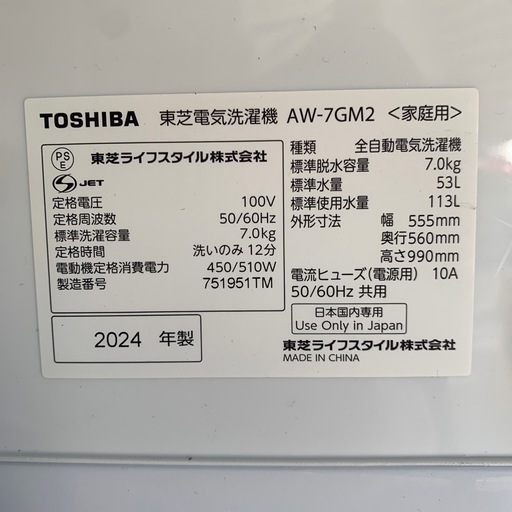 TOSHIBA 東芝電気洗濯機 AW-7GM2 <家庭用>
PS
E
東芝ライフスタイル株式会社
S JET
定格電圧 100V
定格周波数 50/60Hz
標準洗濯容量 7.0kg
定格時間 洗いのみ 12分
電動機定格消費電力 450/510W
製造番号 751951TM
2024 年製
種類 全自動電気洗濯機
標準脱水容量 7.0kg
標準水量 53L
標準使用水量 113L
外形寸法 幅 555mm
奥行560mm
高さ990mm
電流ヒューズ(電源用) 10A
50/60Hz 共用
日本国内専用
Use Only in Japan
東芝ライフスタイル株式会社
MADE IN CHINA